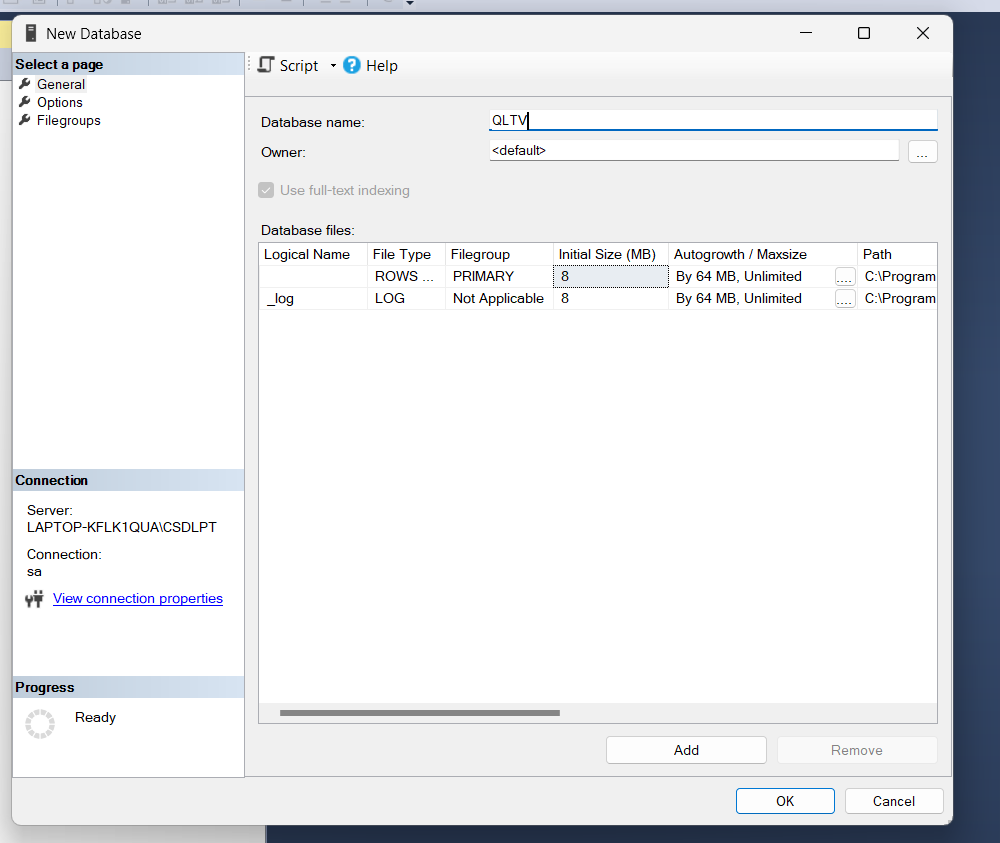 New Database
Select a page
General
Options
Filegroups
Script
Help
Database name:
QLTV
Owner:
<default>
...
Use full-text indexing
Database files:
Logical Name File Type Filegroup Initial Size (MB) Autogrowth / Maxsize Path
ROWS ... PRIMARY 8 By 64 MB, Unlimited .... C:\Program
_log LOG Not Applicable 8 By 64 MB, Unlimited .... C:\Program
Connection
Server:
LAPTOP-KFLK1QUA\CSDLPT
Connection:
sa
View connection properties
Progress
Ready
Add
Remove
OK
Cancel